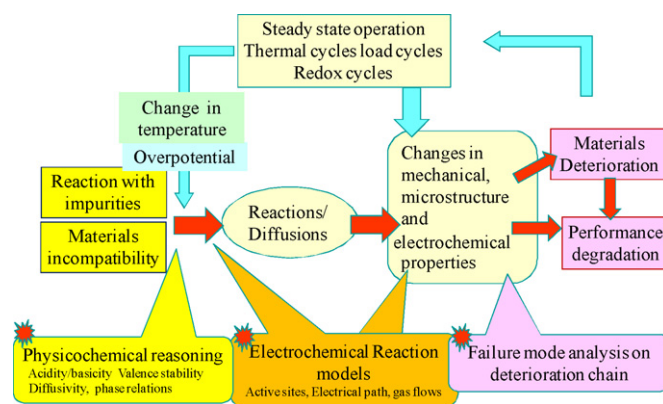 Steady state operation
Thermal cycles load cycles
Redox cycles
Change in
temperature
Overpotential
Reaction with
impurities
Materials
incompatibility
Reactions/
Diffusions
Changes in
mechanical,
microstructure
and
electrochemical
properties
Materials
Deterioration
Performance
degradation
Physicochemical reasoning
Acidity/basicity Valence stability
Diffusivity, phase relations
Electrochemical Reaction
models
Active sites, Electrical path, gas flows
Failure mode analysis on
deterioration chain